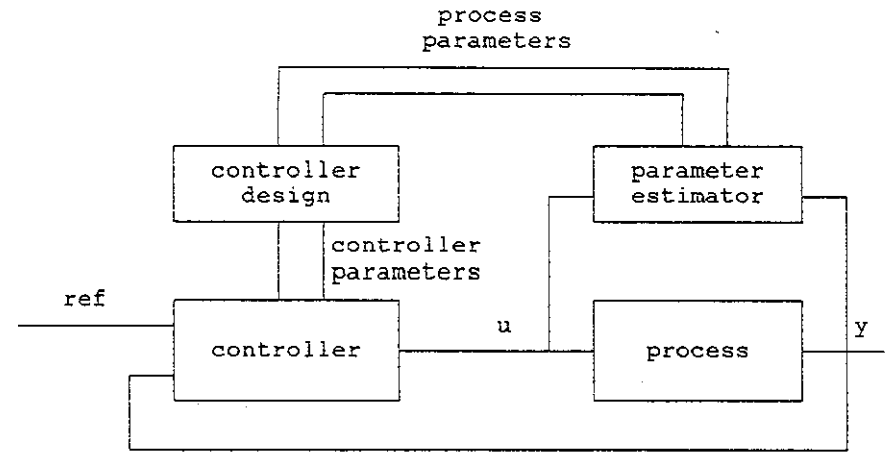 process
parameters
controller
design
parameter
estimator
controller
parameters
ref
controller
u
process
y